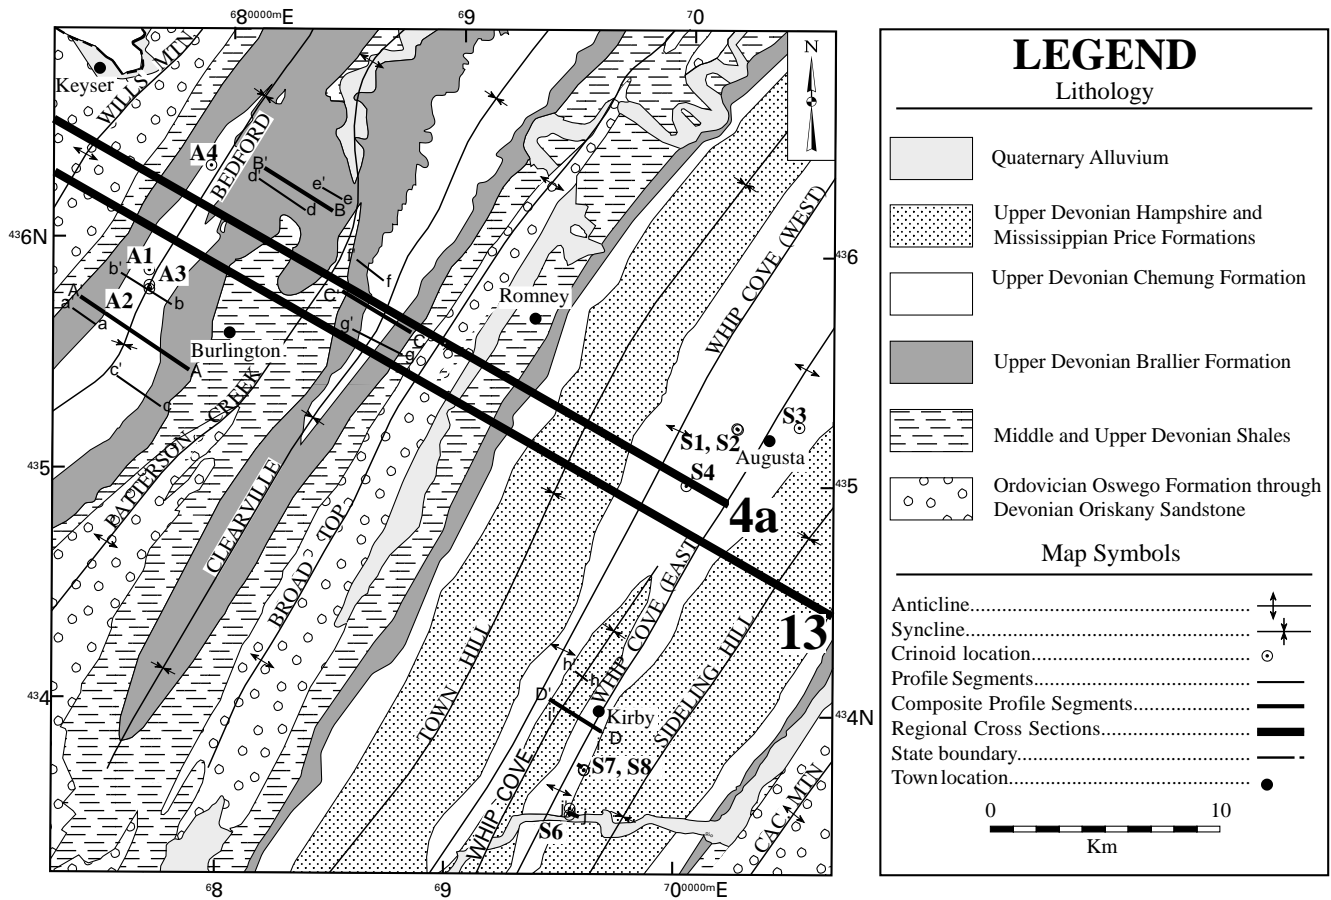 ⁶8⁰⁰⁰⁰ᵐE
⁶9
70
N
WILLS MTN
Keyser
BEDFORD
A4
B'
d'
e'
e
d
B
⁴³6N
A1
b'
A3
A'
A2
a'
a
b
f'
f
C'
Romney
WHIP COVE (WEST)
⁴³6
g'
C
g
Burlington
A
c'
c
PATTERSON CREEK
S3
S1, S2
Augusta
⁴³5
S4
⁴³5
4a
CLEARVILLE
BROAD TOP
13
TOWN HILL
h'
h
WHIP COVE (EAST
SIDELING HILL
D'
i'
Kirby
D
i
⁴³4
⁴³4N
S7, S8
WHIP COVE
j
S6
CAC. MTN
⁶8
⁶9
⁷0⁰⁰⁰⁰ᵐE
LEGEND
Lithology
Quaternary Alluvium
Upper Devonian Hampshire and
Mississippian Price Formations
Upper Devonian Chemung Formation
Upper Devonian Brallier Formation
Middle and Upper Devonian Shales
Ordovician Oswego Formation through
Devonian Oriskany Sandstone
Map Symbols
Anticline
Syncline
Crinoid location
Profile Segments
Composite Profile Segments
Regional Cross Sections
State boundary
Town location
0 10
Km